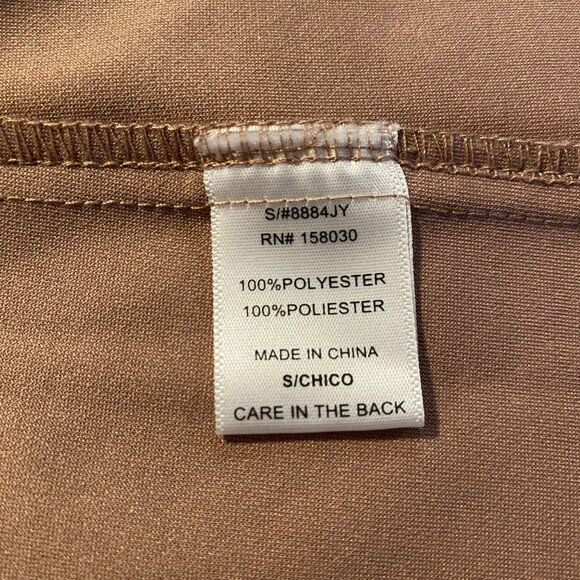 S/#8884JY
RN# 158030
100%POLYESTER
100%POLIESTER
MADE IN CHINA
S/CHICO
CARE IN THE BACK